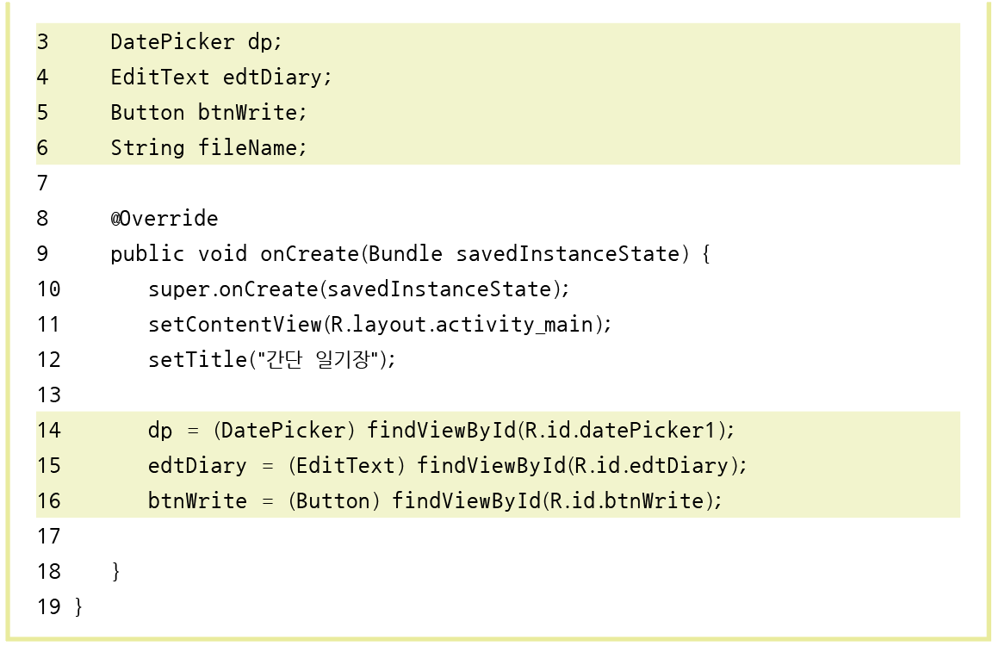 3     DatePicker dp;
4     EditText edtDiary;
5     Button btnWrite;
6     String fileName;
7
8     @Override
9     public void onCreate(Bundle savedInstanceState) {
10       super.onCreate(savedInstanceState);
11       setContentView(R.layout.activity_main);
12       setTitle("간단 일기장");
13
14       dp = (DatePicker) findViewById(R.id.datePicker1);
15       edtDiary = (EditText) findViewById(R.id.edtDiary);
16       btnWrite = (Button) findViewById(R.id.btnWrite);
17
18    }
19 }